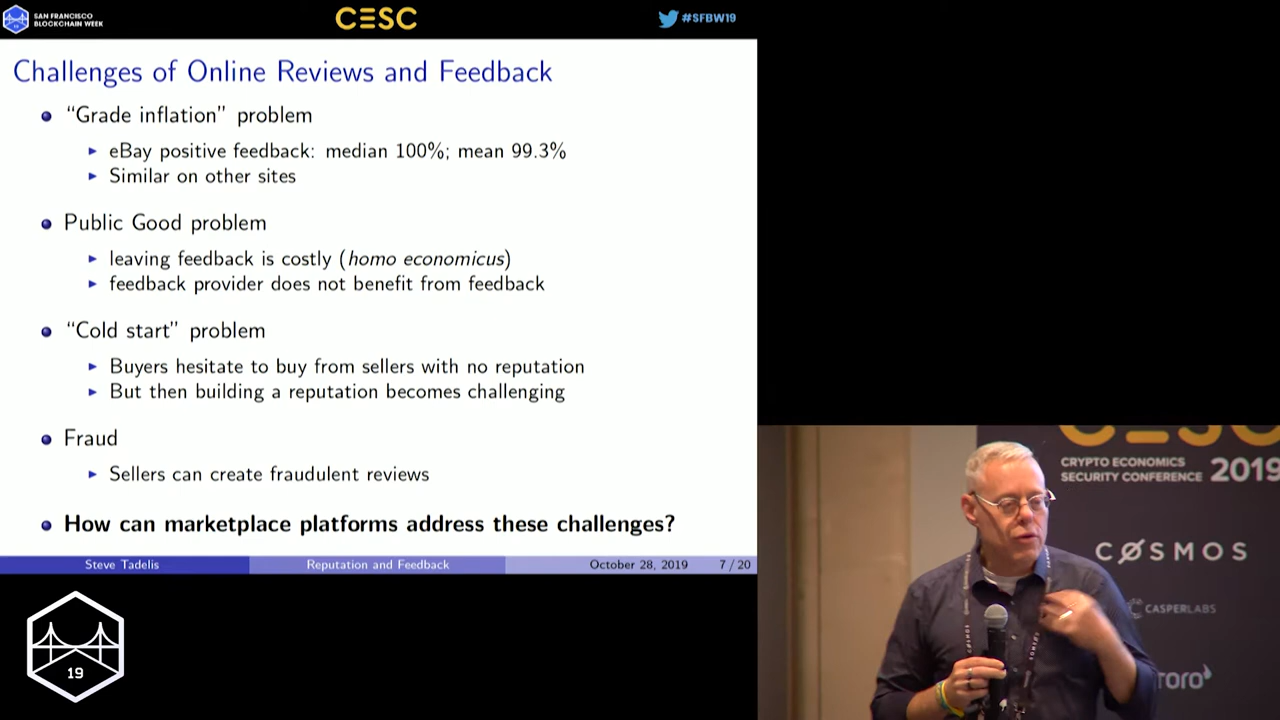 SAN FRANCISCO
BLOCKCHAIN WEEK
CESC
#SFBW19
Challenges of Online Reviews and Feedback
“Grade inflation” problem
eBay positive feedback: median 100%; mean 99.3%
Similar on other sites
Public Good problem
leaving feedback is costly (homo economicus)
feedback provider does not benefit from feedback
“Cold start” problem
Buyers hesitate to buy from sellers with no reputation
But then building a reputation becomes challenging
Fraud
Sellers can create fraudulent reviews
How can marketplace platforms address these challenges?
Steve Tadelis Reputation and Feedback October 28, 2019 7 / 20
19
CESC
CRYPTO ECONOMICS
SECURITY CONFERENCE 2019
COSMOS
CASPERLABS